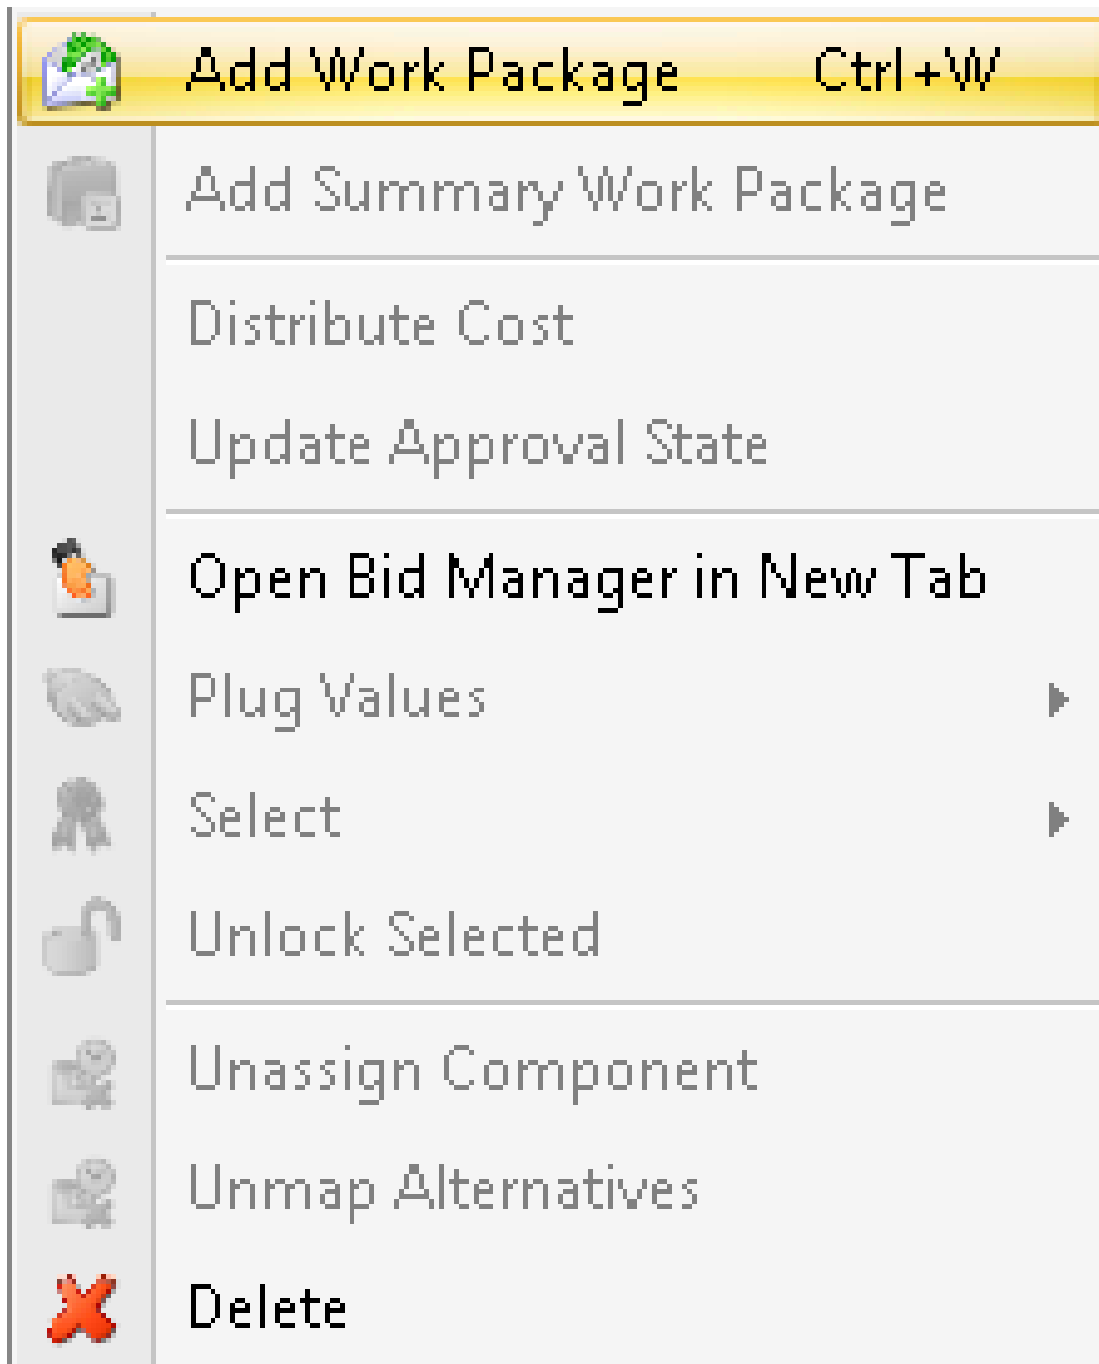 Add Work Package Ctrl+W
Add Summary Work Package
Distribute Cost
Update Approval State
Open Bid Manager in New Tab
Plug Values
Select
Unlock Selected
Unassign Component
Unmap Alternatives
Delete